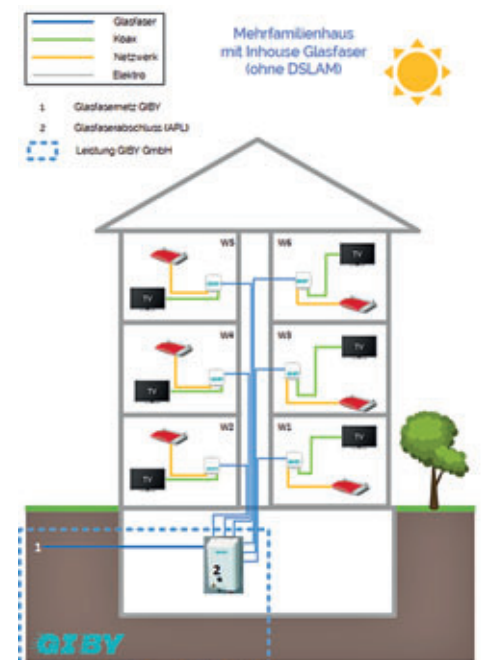 Glasfaser
Koax
Netzwerk
Elektro
Mehrfamilienhaus
mit Inhouse Glasfaser
(ohne DSLAM)
1 Glasfasernetz GIBY
2 Glasfaserabschluss (APL)
Leistung GIBY GmbH
W5
W6
TV
TV
W4
W3
TV
TV
W2
W1
TV
TV
1
2
GIBY